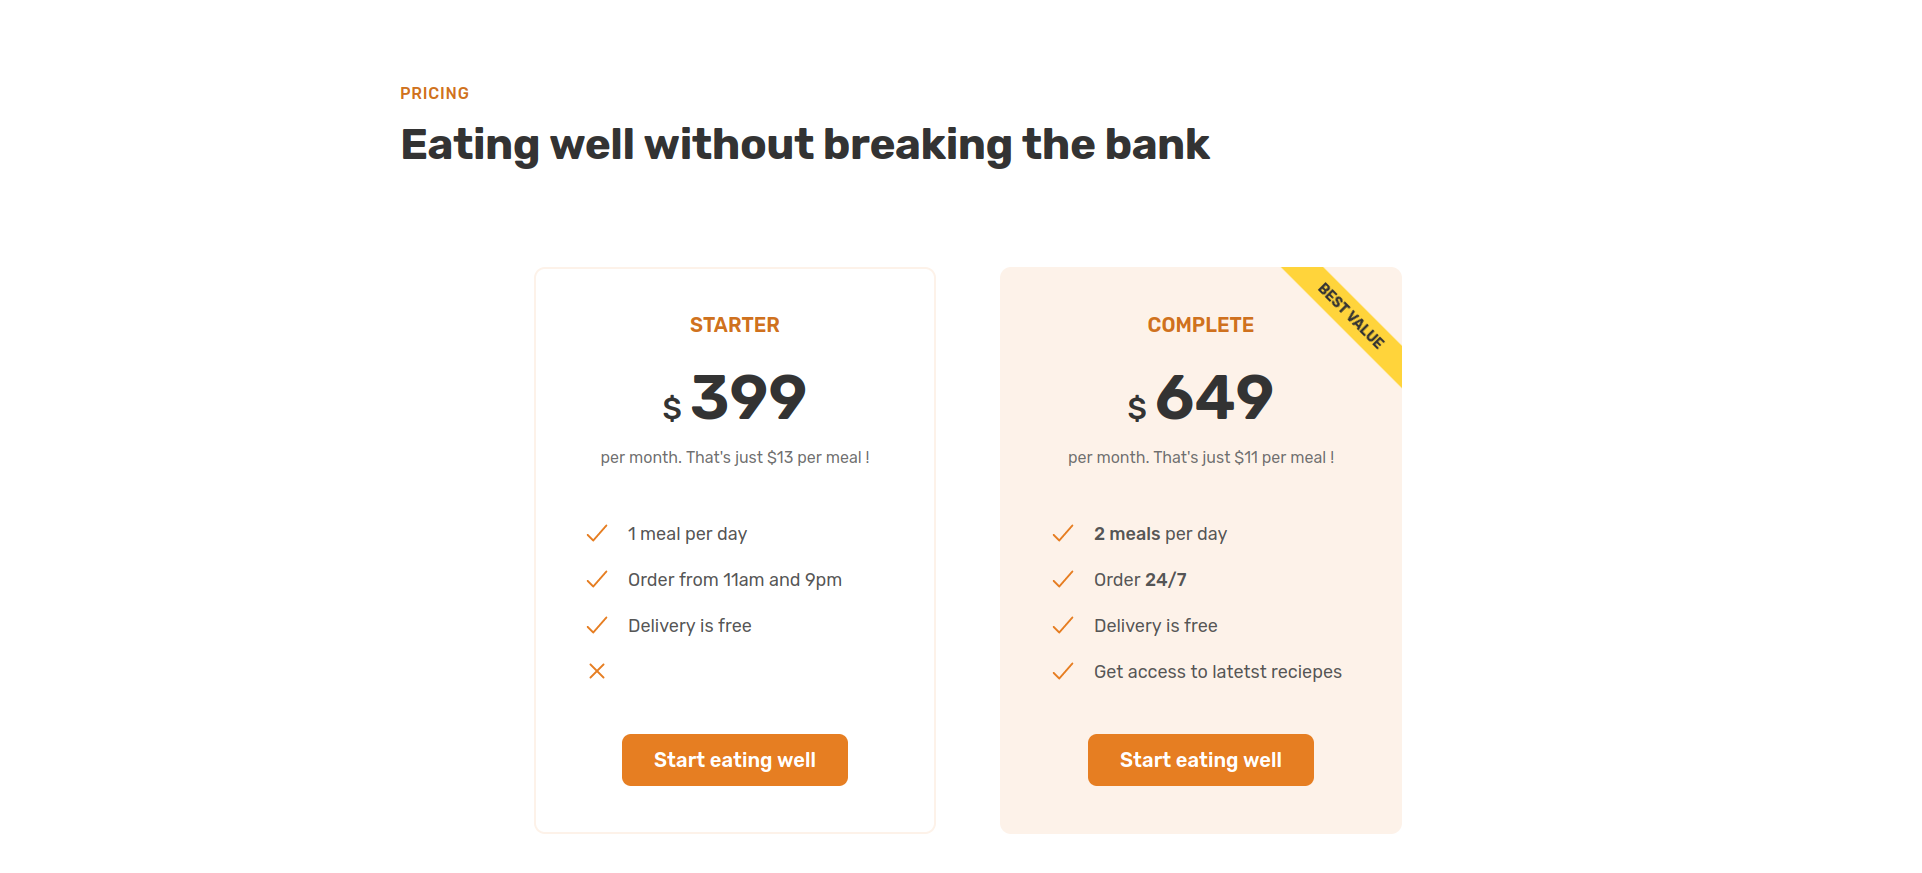 PRICING
Eating well without breaking the bank
STARTER
$ 399
per month. That's just $13 per meal !
1 meal per day
Order from 11am and 9pm
Delivery is free
Start eating well
BEST VALUE
COMPLETE
$ 649
per month. That's just $11 per meal !
2 meals per day
Order 24/7
Delivery is free
Get access to latetst reciepes
Start eating well